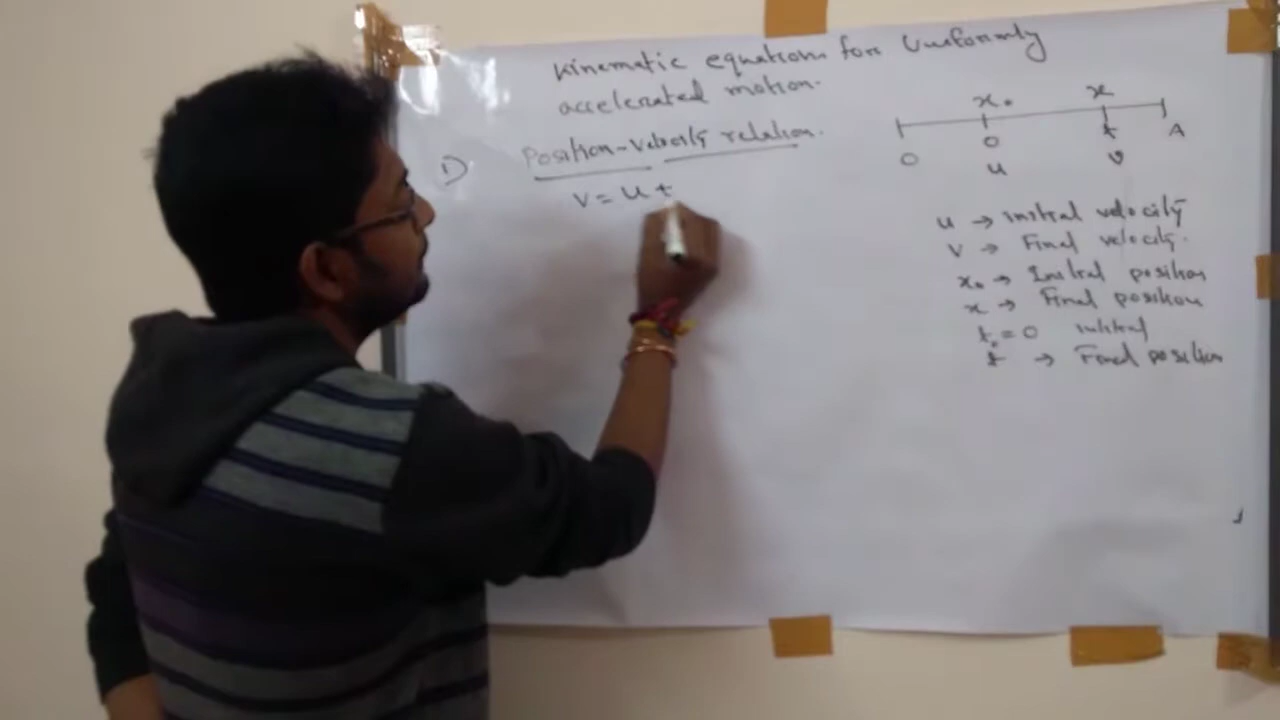 Kinematic equations for Uniformly
accelerated motion.
1) Position-Velocity relation.
V = u +
x₀ x
O O t A
u v
u → initial velocity
v → Final velocity.
x₀ → Initial position
x → Final position
t₀ = 0 initial
t → Final position